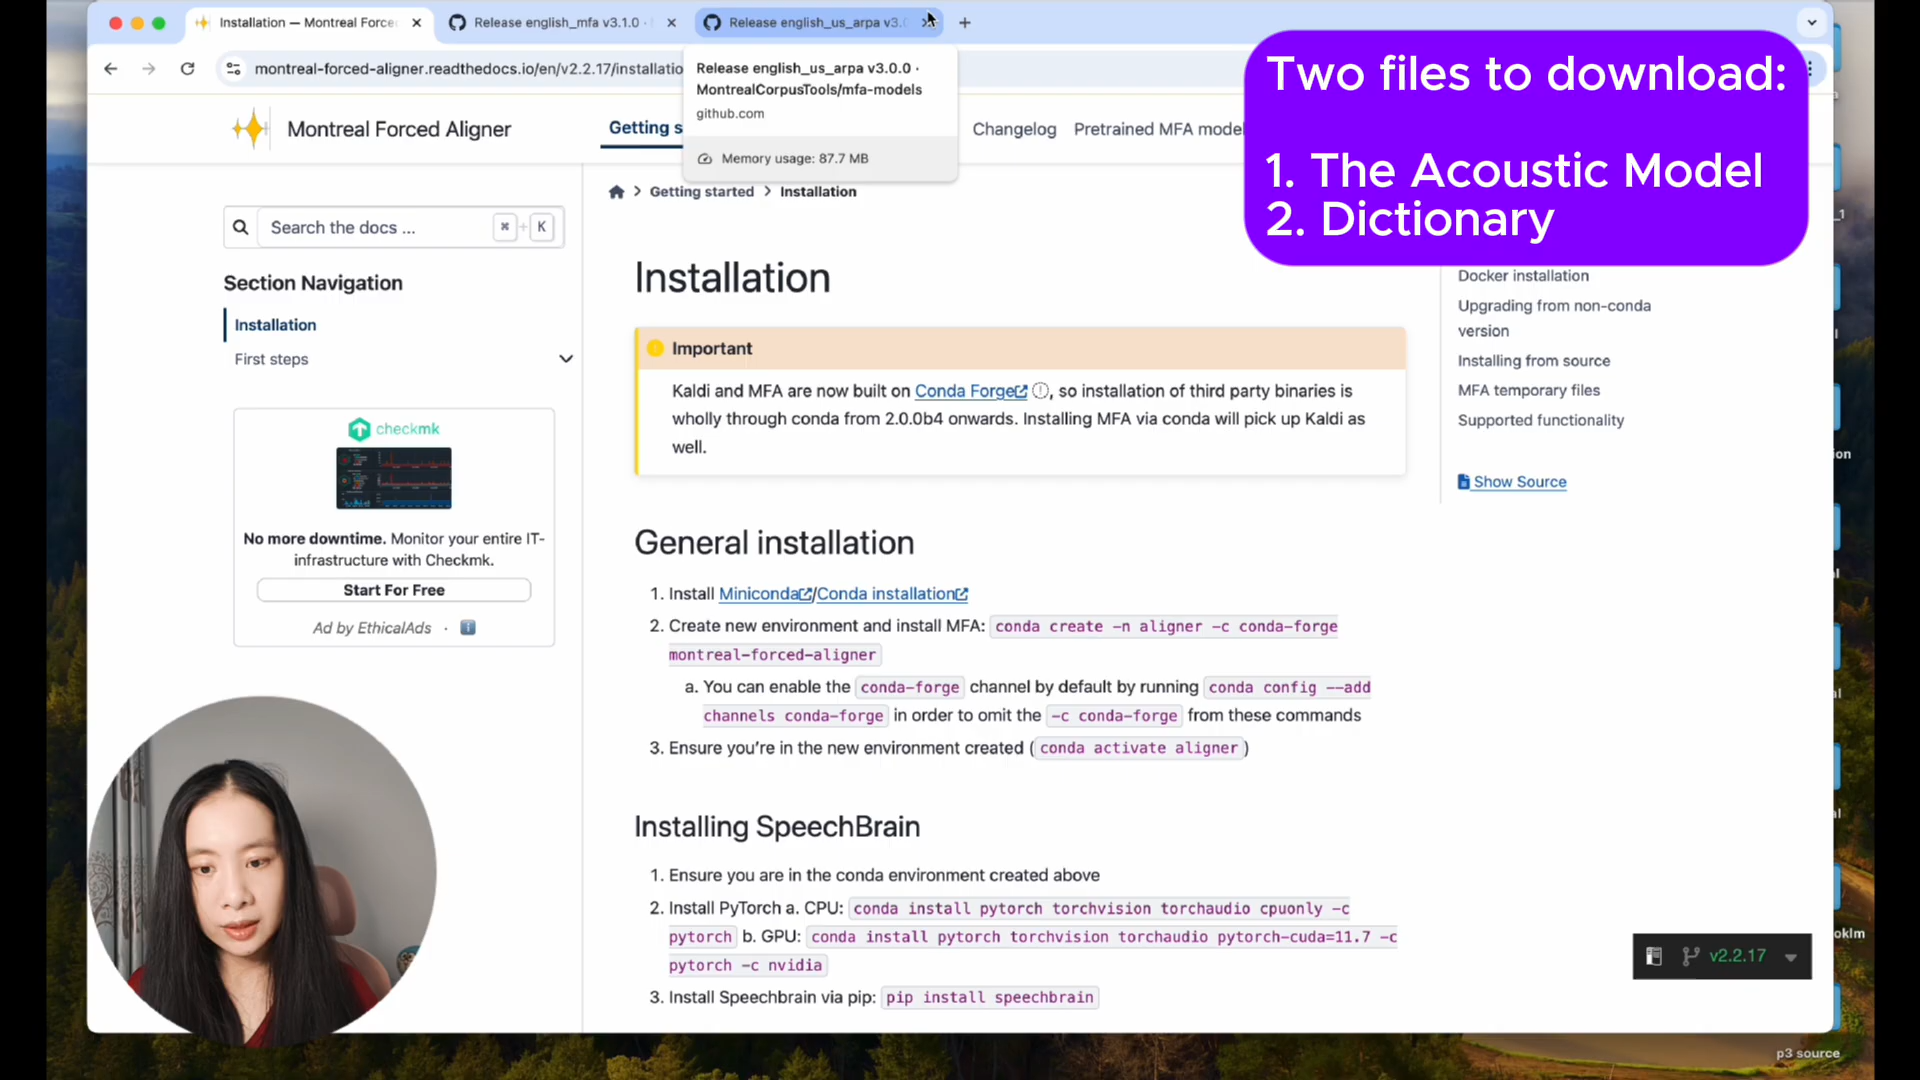 Installation — Montreal Force
Release english_mfa v3.1.0 ·
Release english_us_arpa v3.
montreal-forced-aligner.readthedocs.io/en/v2.2.17/installatio
Release english_us_arpa v3.0.0 ·
MontrealCorpusTools/mfa-models
github.com
Memory usage: 87.7 MB
Two files to download:
1. The Acoustic Model
2. Dictionary
Montreal Forced Aligner
Getting s
Changelog
Pretrained MFA model
Getting started > Installation
Search the docs ...
⌘ + K
Section Navigation
Installation
First steps
checkmk
No more downtime. Monitor your entire IT-
infrastructure with Checkmk.
Start For Free
Ad by EthicalAds ·
Installation
Important
Kaldi and MFA are now built on Conda Forge, so installation of third party binaries is
wholly through conda from 2.0.0b4 onwards. Installing MFA via conda will pick up Kaldi as
well.
General installation
1. Install Miniconda/Conda installation
2. Create new environment and install MFA: conda create -n aligner -c conda-forge
montreal-forced-aligner
a. You can enable the conda-forge channel by default by running conda config --add
channels conda-forge in order to omit the -c conda-forge from these commands
3. Ensure you're in the new environment created (conda activate aligner)
Installing SpeechBrain
1. Ensure you are in the conda environment created above
2. Install PyTorch a. CPU: conda install pytorch torchvision torchaudio cpuonly -c
pytorch b. GPU: conda install pytorch torchvision torchaudio pytorch-cuda=11.7 -c
pytorch -c nvidia
3. Install Speechbrain via pip: pip install speechbrain
Docker installation
Upgrading from non-conda
version
Installing from source
MFA temporary files
Supported functionality
Show Source
v2.2.17
_1
ion
al
oklm
al
p3 source